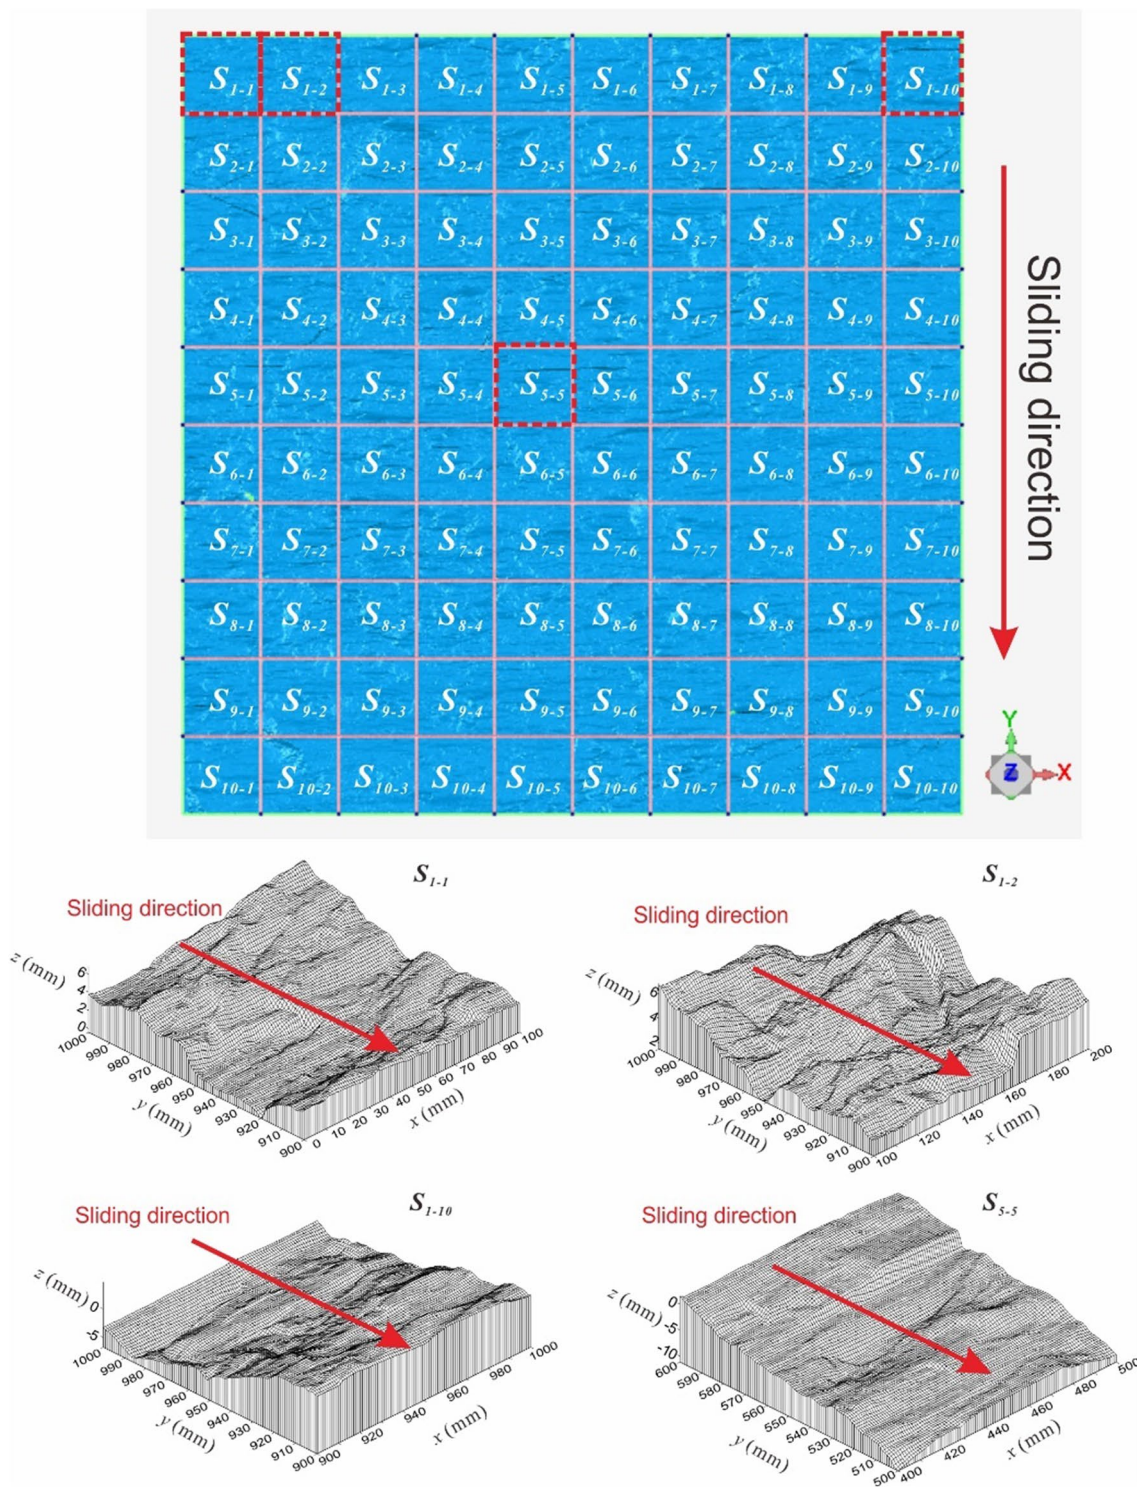 S1-1 S1-2 S1-3 S1-4 S1-5 S1-6 S1-7 S1-8 S1-9 S1-10
S2-1 S2-2 S2-3 S2-4 S2-5 S2-6 S2-7 S2-8 S2-9 S2-10
S3-1 S3-2 S3-3 S3-4 S3-5 S3-6 S3-7 S3-8 S3-9 S3-10
S4-1 S4-2 S4-3 S4-4 S4-5 S4-6 S4-7 S4-8 S4-9 S4-10
S5-1 S5-2 S5-3 S5-4 S5-5 S5-6 S5-7 S5-8 S5-9 S5-10
S6-1 S6-2 S6-3 S6-4 S6-5 S6-6 S6-7 S6-8 S6-9 S6-10
S7-1 S7-2 S7-3 S7-4 S7-5 S7-6 S7-7 S7-8 S7-9 S7-10
S8-1 S8-2 S8-3 S8-4 S8-5 S8-6 S8-7 S8-8 S8-9 S8-10
S9-1 S9-2 S9-3 S9-4 S9-5 S9-6 S9-7 S9-8 S9-9 S9-10
S10-1 S10-2 S10-3 S10-4 S10-5 S10-6 S10-7 S10-8 S10-9 S10-10
Sliding direction
Y
Z
X
S1-1
Sliding direction
z (mm)
6
4
2
0
1000 990 980 970 960 950 940 930 920 910 900
y (mm)
0 10 20 30 40 50 60 70 80 90 100
x (mm)
S1-2
Sliding direction
z (mm)
6
4
2
1000 990 980 970 960 950 940 930 920 910 900
y (mm)
100 120 140 160 180 200
x (mm)
S1-10
Sliding direction
z (mm)
0
-5
1000 990 980 970 960 950 940 930 920 910 900
y (mm)
900 920 940 960 980 1000
x (mm)
S5-5
Sliding direction
z (mm)
0
-5
-10
600 590 580 570 560 550 540 530 520 510 500
y (mm)
400 420 440 460 480 500
x (mm)